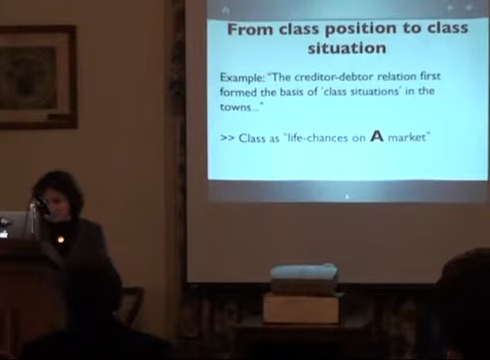 From class position to class
situation
Example: "The creditor-debtor relation first
formed the basis of 'class situations' in the
towns..."
>> Class as "life-chances on A market"